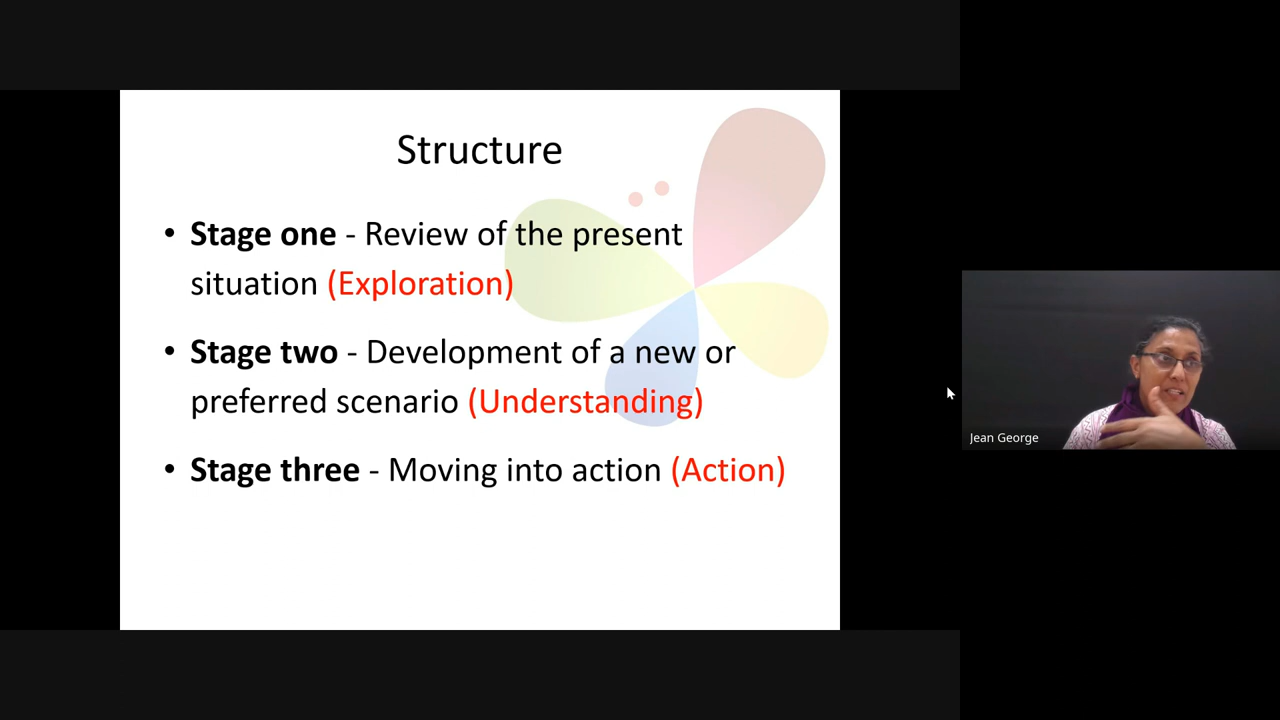 Structure
• Stage one - Review of the present
situation (Exploration)
• Stage two - Development of a new or
preferred scenario (Understanding)
• Stage three - Moving into action (Action)
Jean George